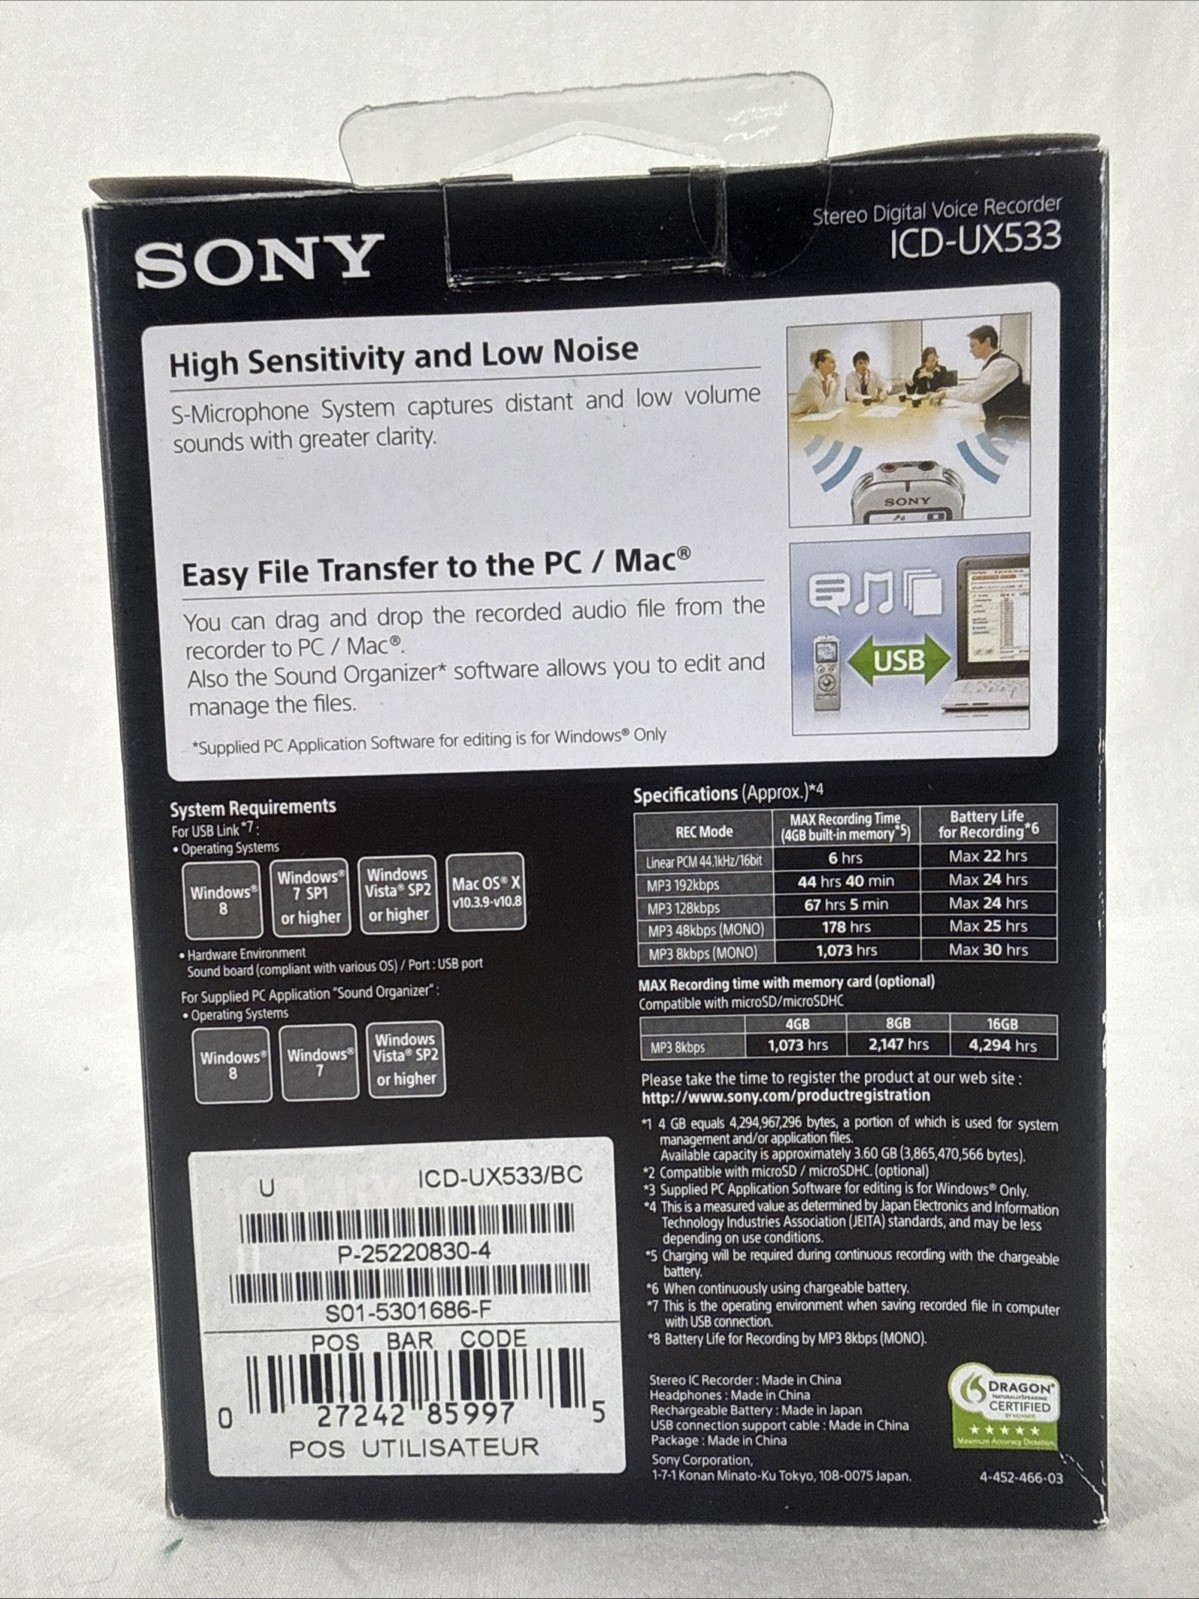 SONY
Stereo Digital Voice Recorder
ICD-UX533
High Sensitivity and Low Noise
S-Microphone System captures distant and low volume
sounds with greater clarity.
SONY
Easy File Transfer to the PC / Mac®
You can drag and drop the recorded audio file from the
recorder to PC / Mac®.
Also the Sound Organizer* software allows you to edit and
manage the files.
*Supplied PC Application Software for editing is for Windows® Only
USB
System Requirements
For USB Link*7:
• Operating Systems
Windows® 8
Windows® 7 SP1 or higher
Windows Vista® SP2 or higher
Mac OS® X v10.3.9-v10.8
• Hardware Environment
Sound board (compliant with various OS) / Port : USB port
For Supplied PC Application "Sound Organizer" :
• Operating Systems
Windows® 8
Windows® 7
Windows Vista® SP2 or higher
Specifications (Approx.)*4
REC Mode
MAX Recording Time (4GB built-in memory*5)
Battery Life for Recording*6
Linear PCM 44.1kHz/16bit 6 hrs Max 22 hrs
MP3 192kbps 44 hrs 40 min Max 24 hrs
MP3 128kbps 67 hrs 5 min Max 24 hrs
MP3 48kbps (MONO) 178 hrs Max 25 hrs
MP3 8kbps (MONO) 1,073 hrs Max 30 hrs
MAX Recording time with memory card (optional)
Compatible with microSD/microSDHC
4GB 8GB 16GB
MP3 8kbps 1,073 hrs 2,147 hrs 4,294 hrs
Please take the time to register the product at our web site :
http://www.sony.com/productregistration
*1 4 GB equals 4,294,967,296 bytes, a portion of which is used for system
management and/or application files.
Available capacity is approximately 3.60 GB (3,865,470,566 bytes).
*2 Compatible with microSD / microSDHC. (optional)
*3 Supplied PC Application Software for editing is for Windows® Only.
*4 This is a measured value as determined by Japan Electronics and Information
Technology Industries Association (JEITA) standards, and may be less
depending on use conditions.
*5 Charging will be required during continuous recording with the chargeable
battery.
*6 When continuously using chargeable battery.
*7 This is the operating environment when saving recorded file in computer
with USB connection.
*8 Battery Life for Recording by MP3 8kbps (MONO).
Stereo IC Recorder : Made in China
Headphones : Made in China
Rechargeable Battery : Made in Japan
USB connection support cable : Made in China
Package : Made in China
Sony Corporation,
1-7-1 Konan Minato-Ku Tokyo, 108-0075 Japan.
DRAGON®
NATURALLYSPEAKING
CERTIFIED
BY NUANCE
Maximum Accuracy Dictation
4-452-466-03
U ICD-UX533/BC
P-25220830-4
S01-5301686-F
POS BAR CODE
0 27242 85997 5
POS UTILISATEUR